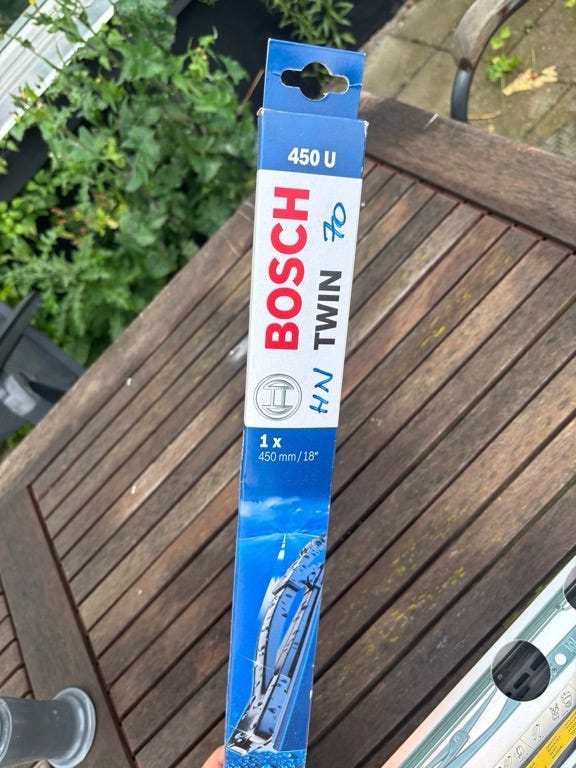 450 U
BOSCH
TWIN 70
HN
1 x
450 mm/18"